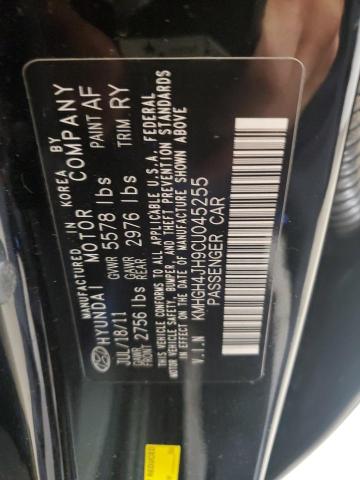 MANUFACTURED IN KOREA BY
HYUNDAI MOTOR COMPANY
JUL/18/11 GVWR 5578 lbs PAINT AF
GAWR FRONT 2756 lbs GAWR REAR 2976 lbs TRIM RY
THIS VEHICLE CONFORMS TO ALL APPLICABLE U.S.A. FEDERAL
MOTOR VEHICLE SAFETY, BUMPER, AND THEFT PREVENTION STANDARDS
IN EFFECT ON THE DATE OF MANUFACTURE SHOWN ABOVE
V.I.N KMHGH4JH9CU045255
PASSENGER CAR
REDUCED